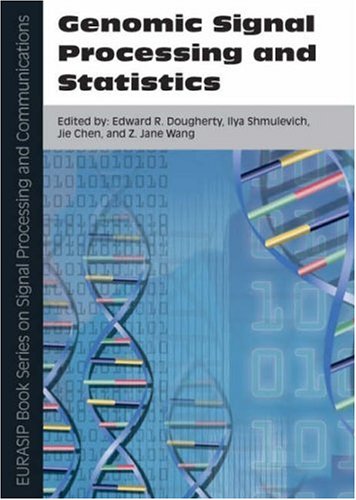 Genomic Signal
Processing and
Statistics
Edited by: Edward R. Dougherty, Ilya Shmulevich,
Jie Chen, and Z. Jane Wang
EURASIP Book Series on Signal Processing and Communications